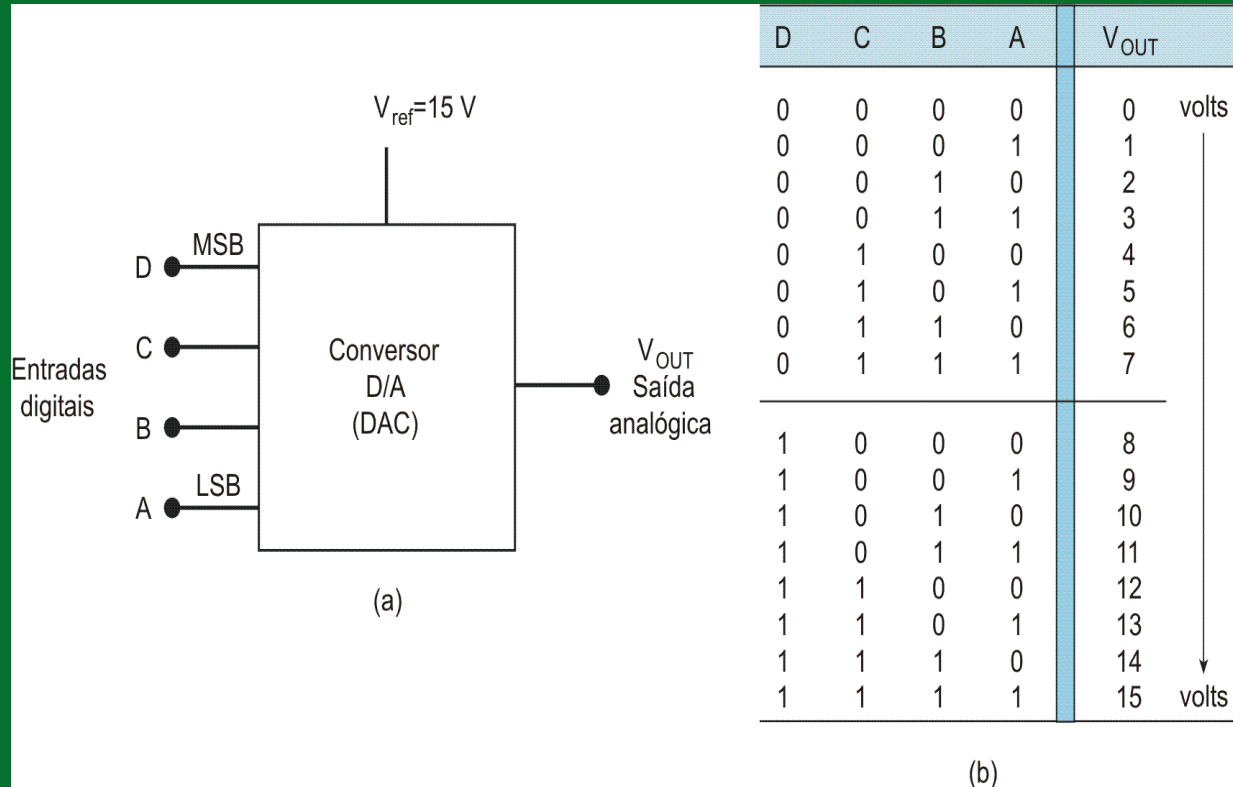 V_ref=15 V
MSB
D
C
Entradas
digitais
B
LSB
A
Conversor
D/A
(DAC)
V_OUT
Saída
analógica
(a)
D C B A V_OUT
0 0 0 0 0 volts
0 0 0 1 1
0 0 1 0 2
0 0 1 1 3
0 1 0 0 4
0 1 0 1 5
0 1 1 0 6
0 1 1 1 7
1 0 0 0 8
1 0 0 1 9
1 0 1 0 10
1 0 1 1 11
1 1 0 0 12
1 1 0 1 13
1 1 1 0 14
1 1 1 1 15 volts
(b)